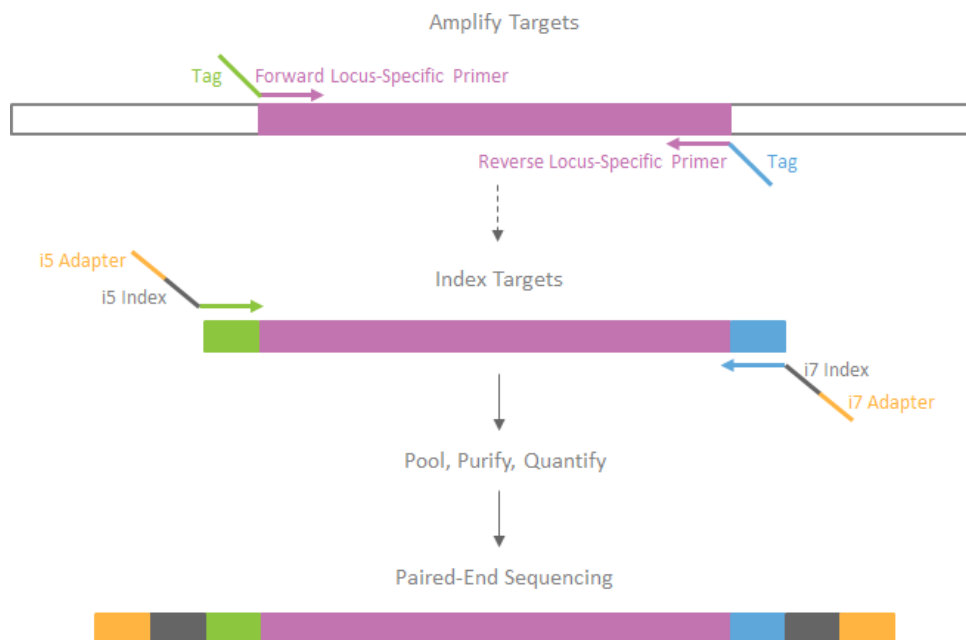 Amplify Targets
Tag
Forward Locus-Specific Primer
Reverse Locus-Specific Primer
Tag
i5 Adapter
i5 Index
Index Targets
i7 Index
i7 Adapter
Pool, Purify, Quantify
Paired-End Sequencing